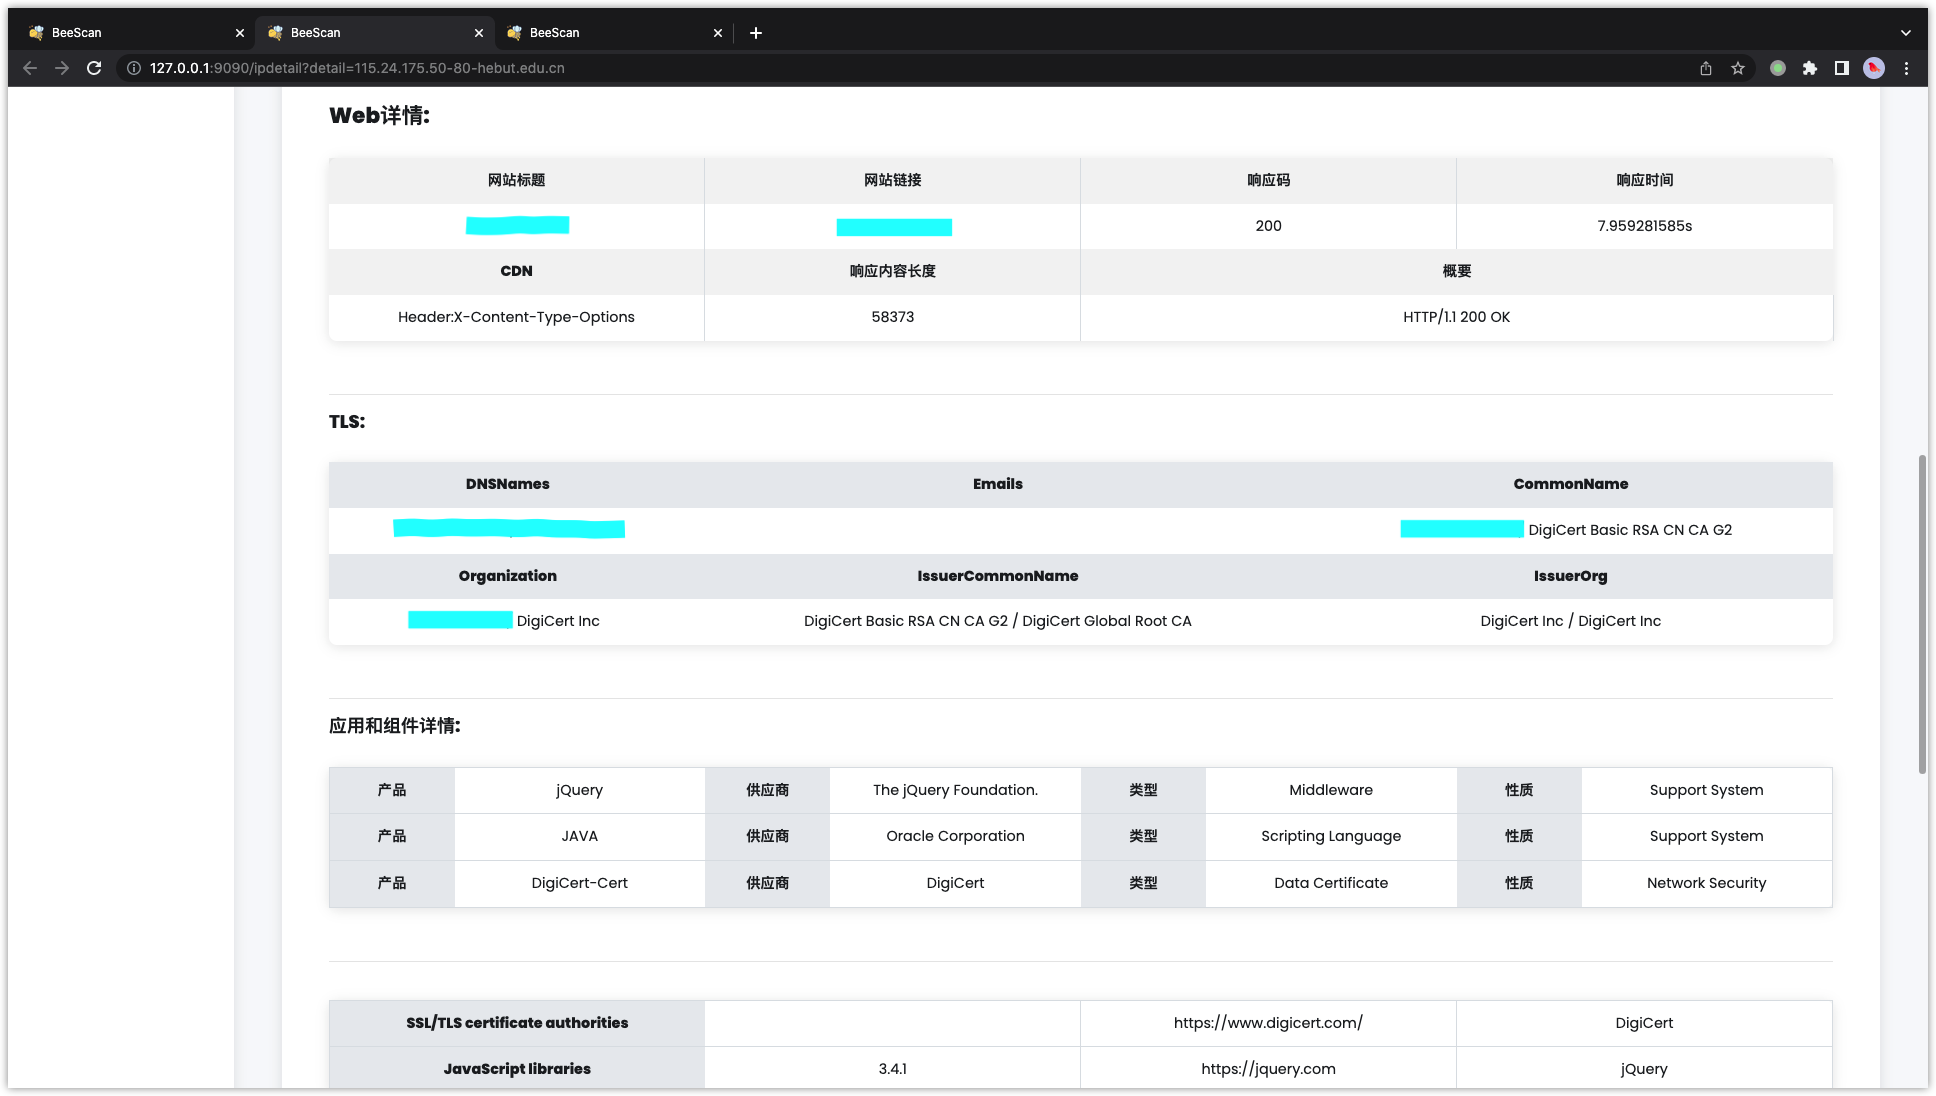 BeeScan
BeeScan
BeeScan
127.0.0.1:9090/ipdetail?detail=115.24.175.50-80-hebut.edu.cn
Web详情:
网站标题 网站链接 响应码 响应时间
200 7.959281585s
CDN 响应内容长度 概要
Header:X-Content-Type-Options 58373 HTTP/1.1 200 OK
TLS:
DNSNames Emails CommonName
DigiCert Basic RSA CN CA G2
Organization IssuerCommonName IssuerOrg
DigiCert Inc DigiCert Basic RSA CN CA G2 / DigiCert Global Root CA DigiCert Inc / DigiCert Inc
应用和组件详情:
产品 jQuery 供应商 The jQuery Foundation. 类型 Middleware 性质 Support System
产品 JAVA 供应商 Oracle Corporation 类型 Scripting Language 性质 Support System
产品 DigiCert-Cert 供应商 DigiCert 类型 Data Certificate 性质 Network Security
SSL/TLS certificate authorities https://www.digicert.com/ DigiCert
JavaScript libraries 3.4.1 https://jquery.com jQuery